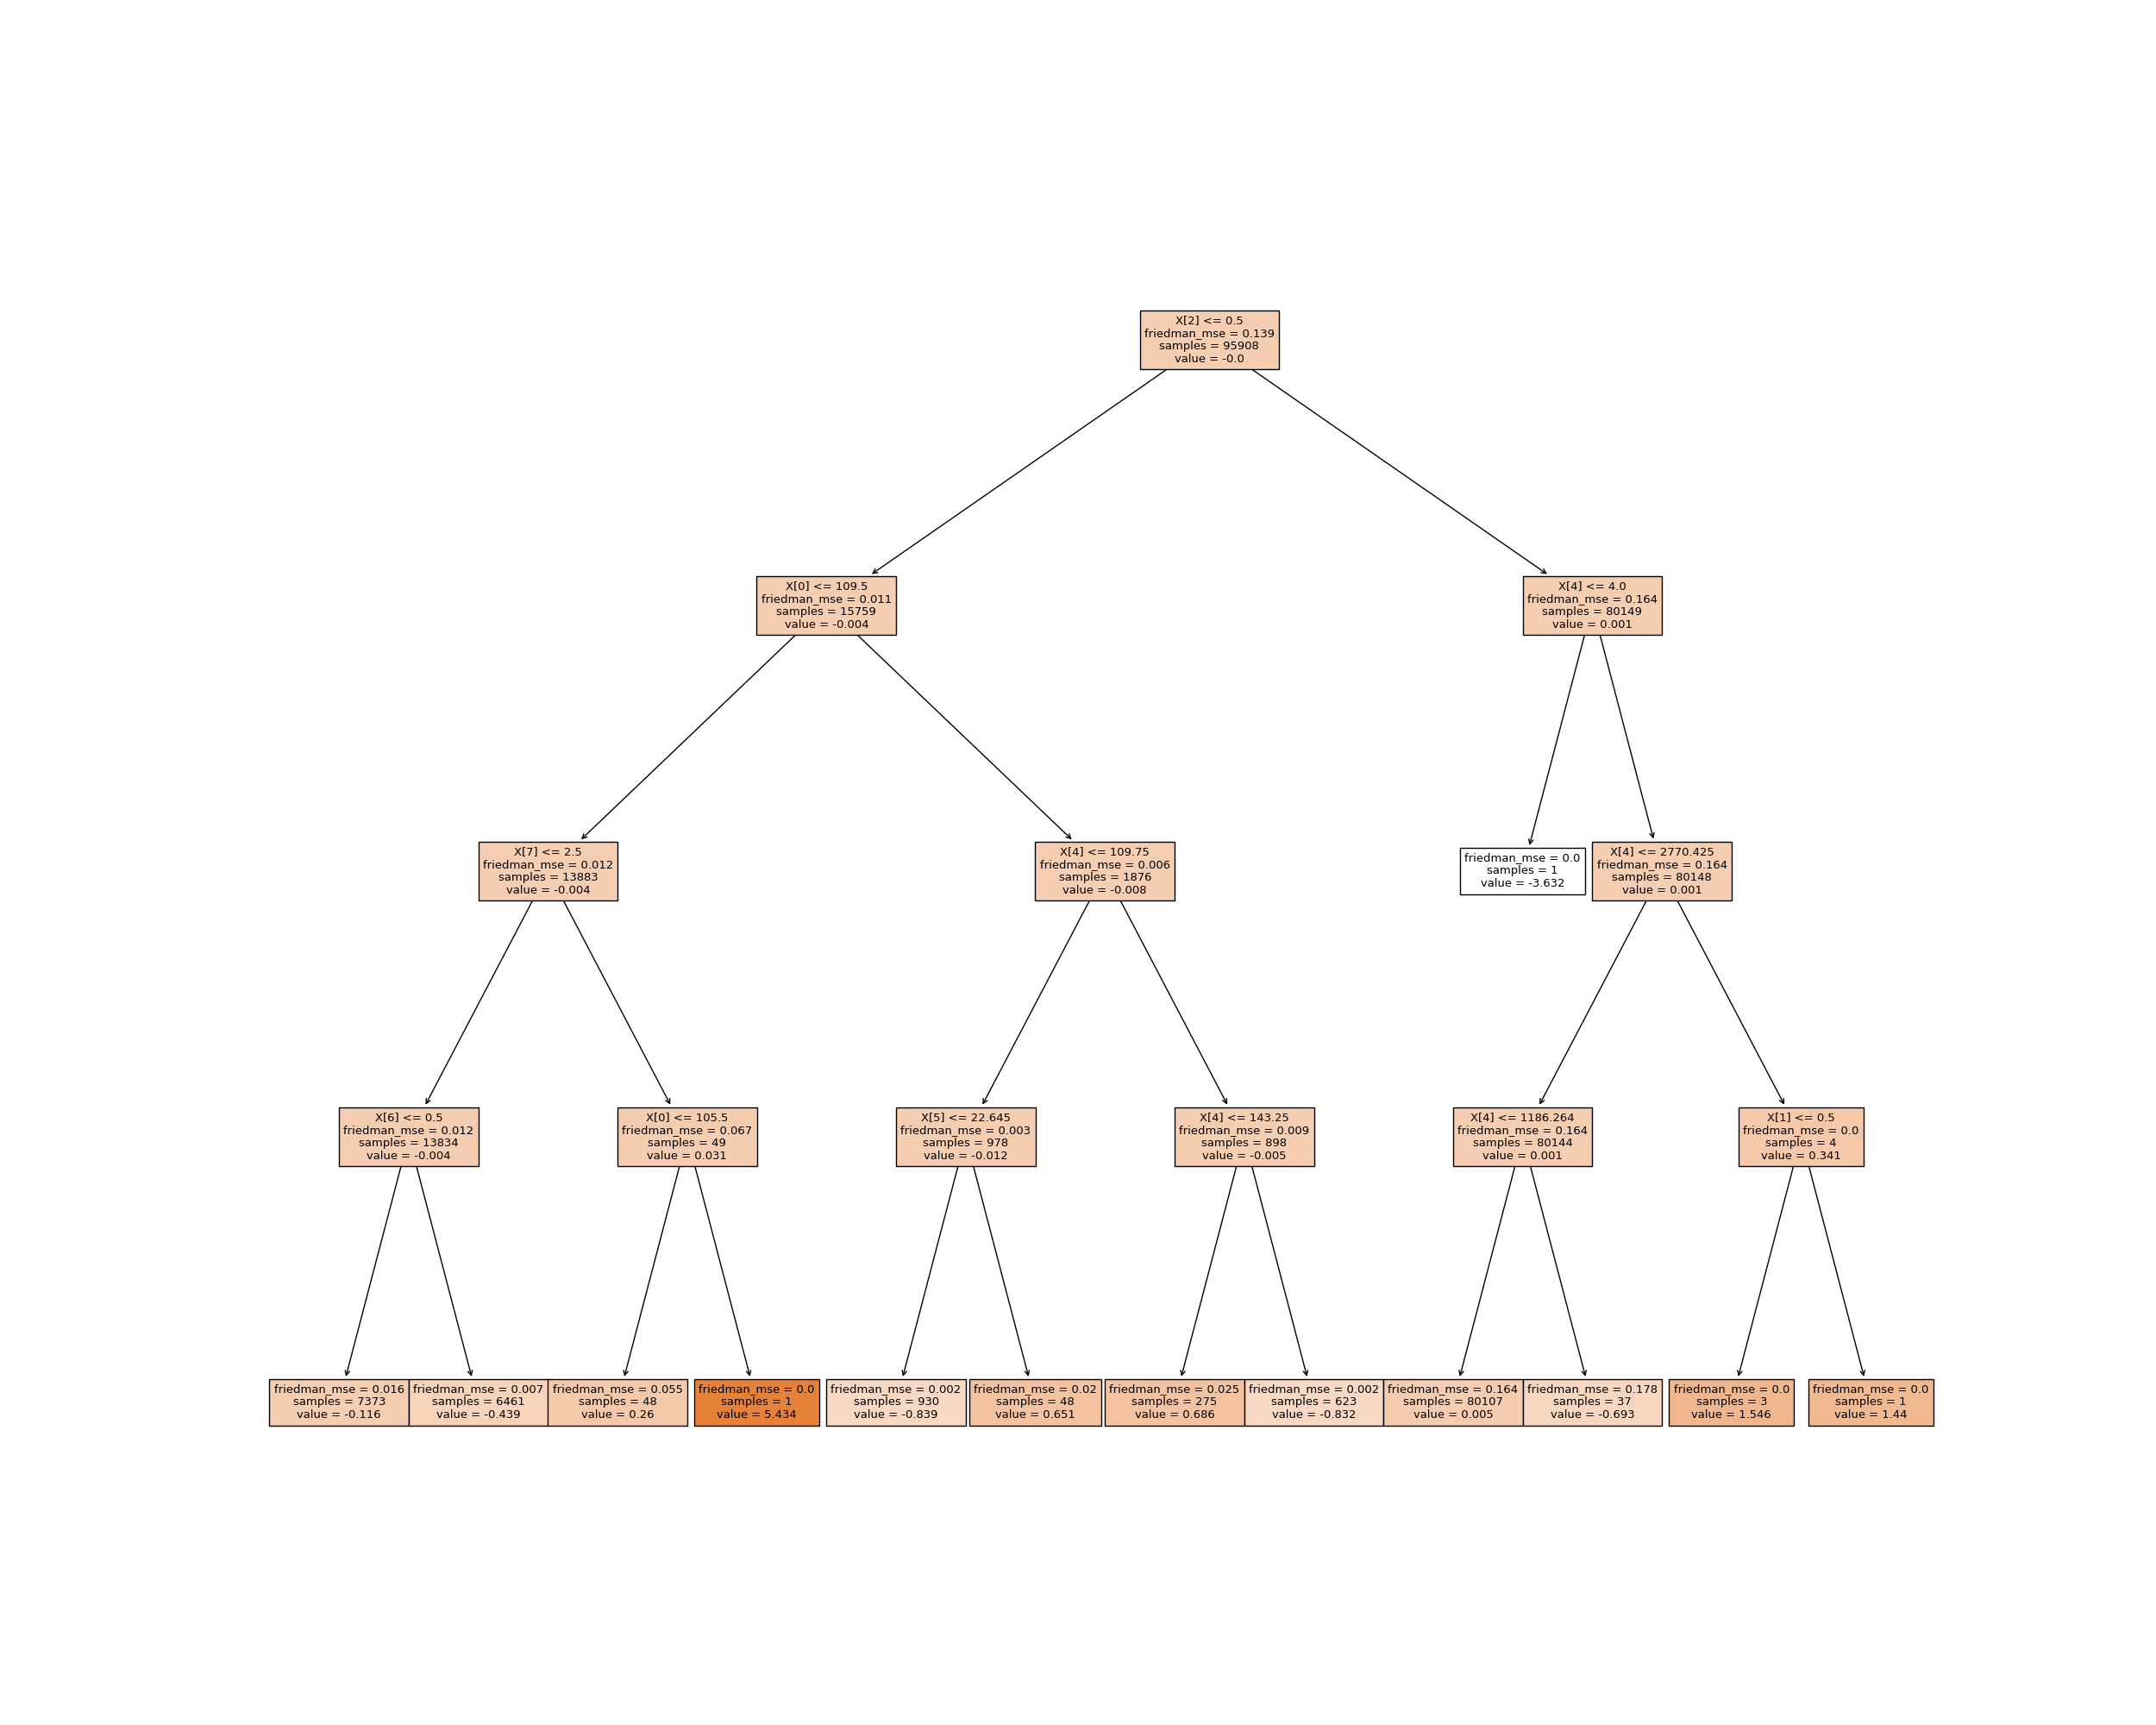 X[2] <= 0.5
friedman_mse = 0.139
samples = 95908
value = -0.0
X[0] <= 109.5
friedman_mse = 0.011
samples = 15759
value = -0.004
X[4] <= 4.0
friedman_mse = 0.164
samples = 80149
value = 0.001
X[7] <= 2.5
friedman_mse = 0.012
samples = 13883
value = -0.004
X[4] <= 109.75
friedman_mse = 0.006
samples = 1876
value = -0.008
friedman_mse = 0.0
samples = 1
value = -3.632
X[4] <= 2770.425
friedman_mse = 0.164
samples = 80148
value = 0.001
X[6] <= 0.5
friedman_mse = 0.012
samples = 13834
value = -0.004
X[0] <= 105.5
friedman_mse = 0.067
samples = 49
value = 0.031
X[5] <= 22.645
friedman_mse = 0.003
samples = 978
value = -0.012
X[4] <= 143.25
friedman_mse = 0.009
samples = 898
value = -0.005
X[4] <= 1186.264
friedman_mse = 0.164
samples = 80144
value = 0.001
X[1] <= 0.5
friedman_mse = 0.0
samples = 4
value = 0.341
friedman_mse = 0.016
samples = 7373
value = -0.116
friedman_mse = 0.007
samples = 6461
value = -0.439
friedman_mse = 0.055
samples = 48
value = 0.26
friedman_mse = 0.0
samples = 1
value = 5.434
friedman_mse = 0.002
samples = 930
value = -0.839
friedman_mse = 0.02
samples = 48
value = 0.651
friedman_mse = 0.025
samples = 275
value = 0.686
friedman_mse = 0.002
samples = 623
value = -0.832
friedman_mse = 0.164
samples = 80107
value = 0.005
friedman_mse = 0.178
samples = 37
value = -0.693
friedman_mse = 0.0
samples = 3
value = 1.546
friedman_mse = 0.0
samples = 1
value = 1.44